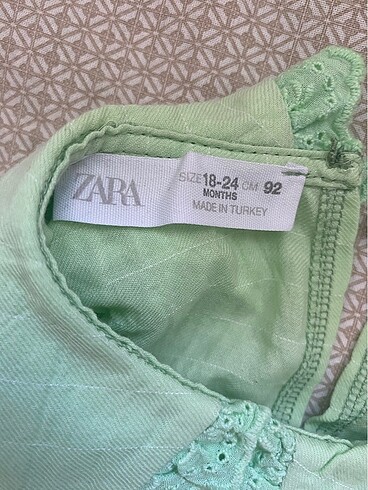 ZARA
SIZE 18-24 CM 92
MONTHS
MADE IN TURKEY